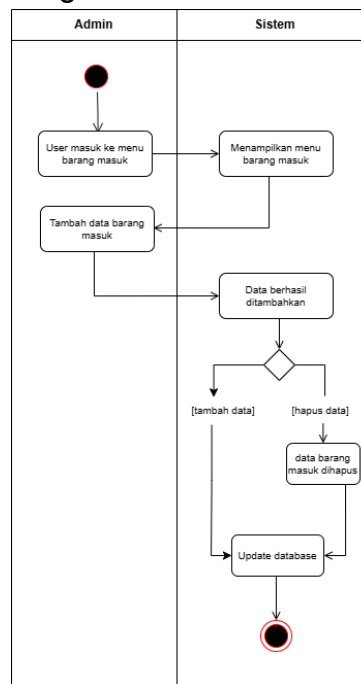 Admin
Sistem
User masuk ke menu
barang masuk
Menampilkan menu
barang masuk
Tambah data barang
masuk
Data berhasil
ditambahkan
[tambah data]
[hapus data]
data barang
masuk dihapus
Update database